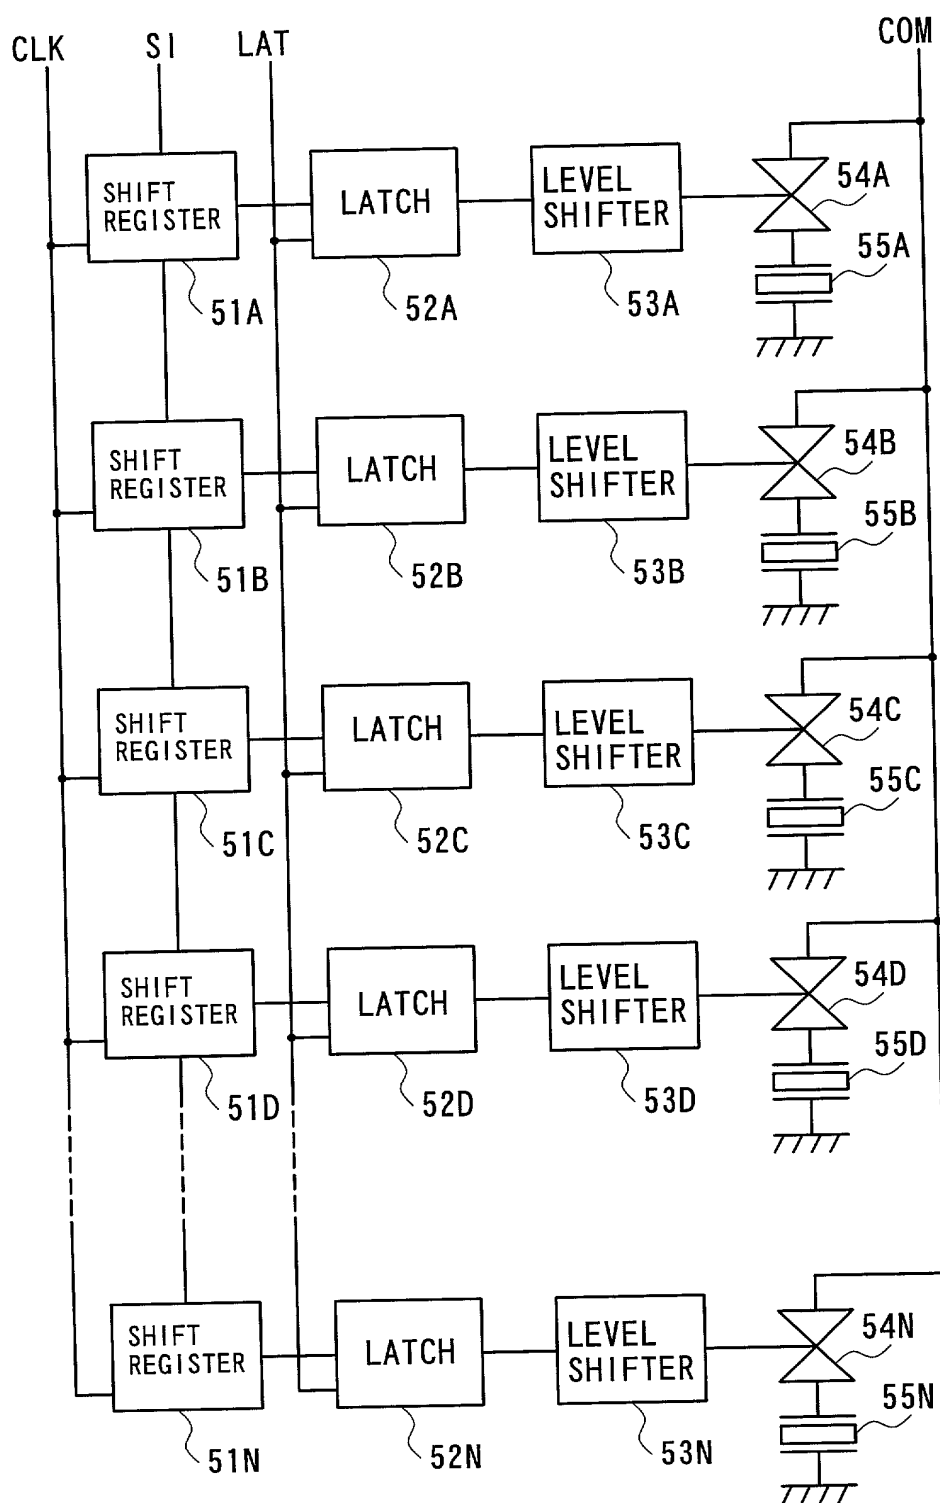 CLK SI LAT COM
SHIFT
REGISTER
LATCH
LEVEL
SHIFTER
54A
55A
51A
52A
53A
SHIFT
REGISTER
LATCH
LEVEL
SHIFTER
54B
55B
51B
52B
53B
SHIFT
REGISTER
LATCH
LEVEL
SHIFTER
54C
55C
51C
52C
53C
SHIFT
REGISTER
LATCH
LEVEL
SHIFTER
54D
55D
51D
52D
53D
SHIFT
REGISTER
LATCH
LEVEL
SHIFTER
54N
55N
51N
52N
53N